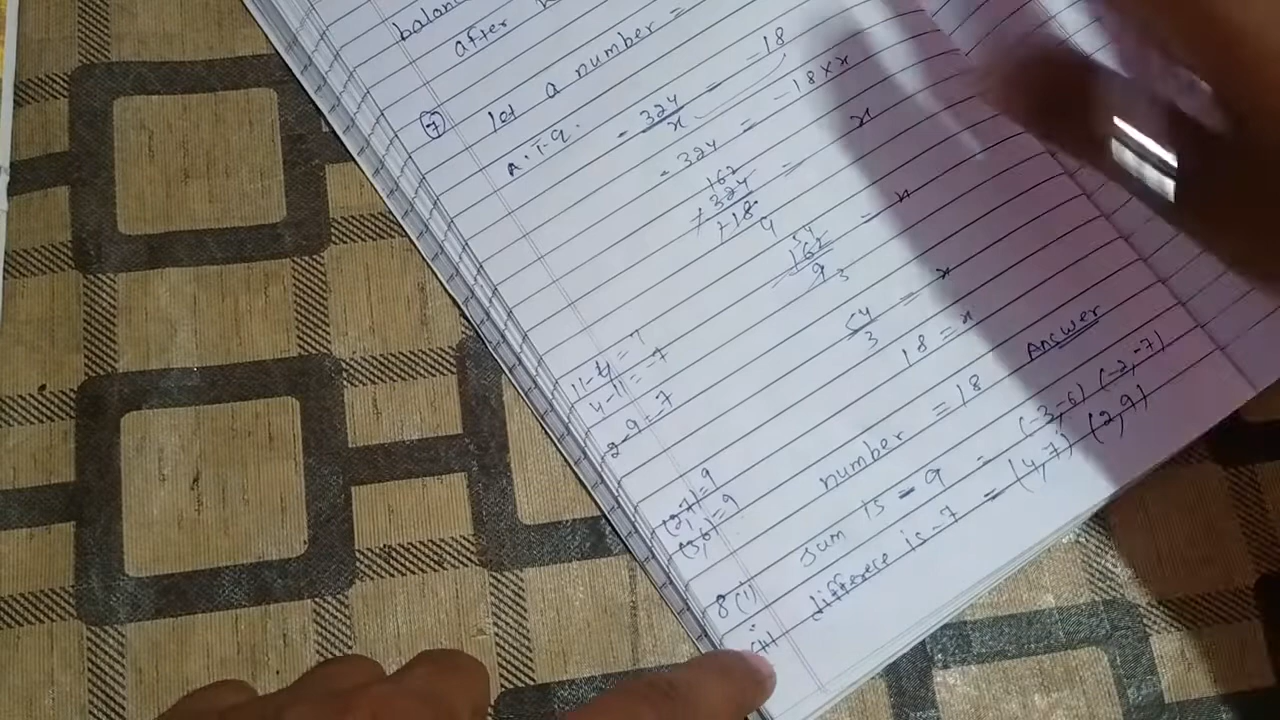 after
⑦ let a number =
A.T.Q. - 324/x = -18
- 324 = -18 × x
162
+324/+18 = x
9
54
162/9 = x
3
54/3 = x
18 = x
number = 18 Answer
11-4 = 7
4-11 = -7
2-9 = -7
(2,7) = 9
(3,6) = 9
8 (i) sum is -9 = (-3,-6) (-2,-7)
(ii) differece is -7 = (4,7) (2,9)